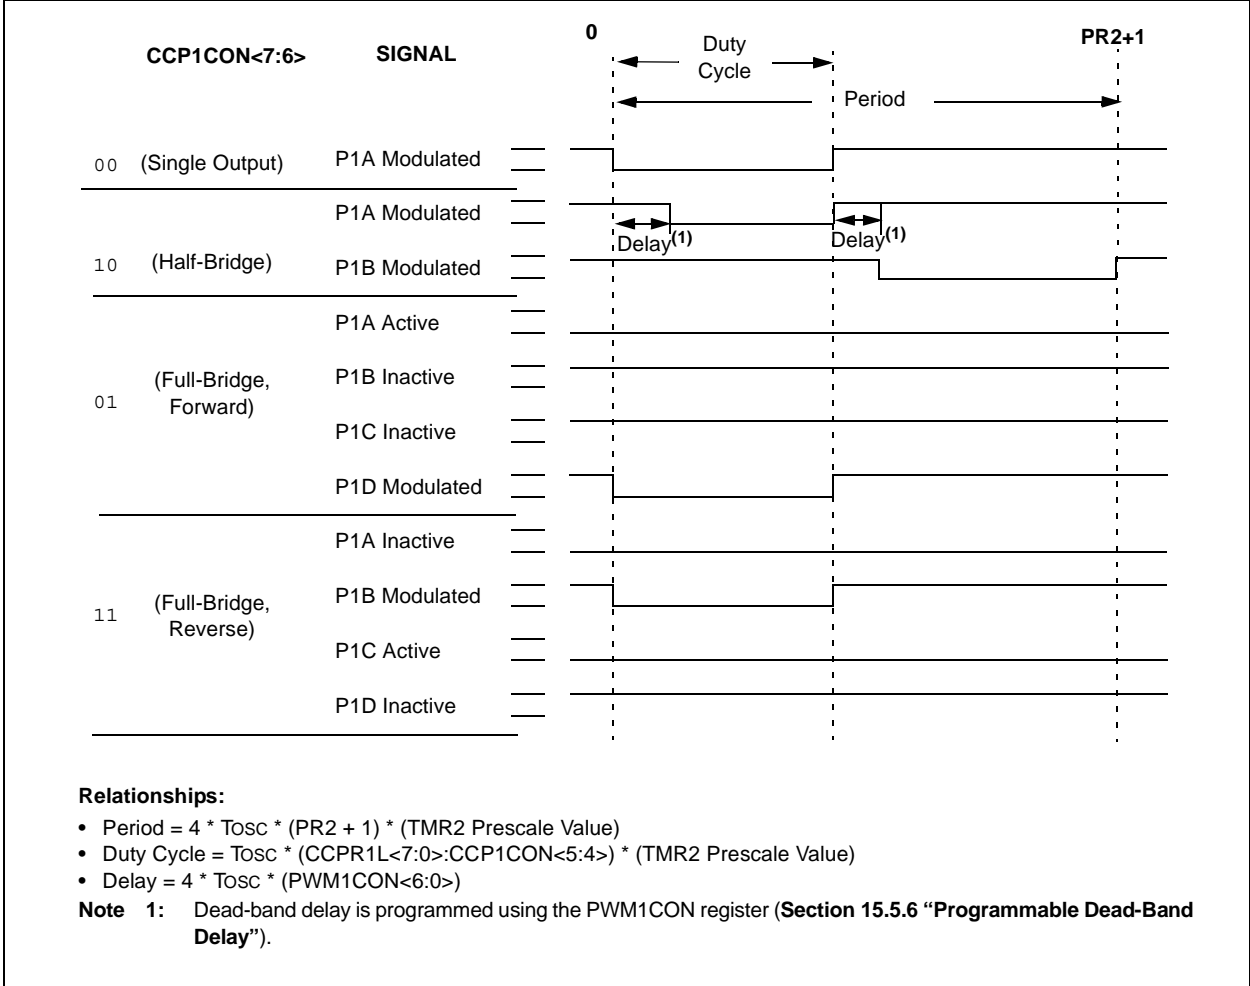 CCP1CON<7:6> SIGNAL 0 Duty Cycle PR2+1
Period
00 (Single Output) P1A Modulated
P1A Modulated
Delay(1) Delay(1)
10 (Half-Bridge) P1B Modulated
P1A Active
01 (Full-Bridge, Forward) P1B Inactive
P1C Inactive
P1D Modulated
P1A Inactive
11 (Full-Bridge, Reverse) P1B Modulated
P1C Active
P1D Inactive
Relationships:
• Period = 4 * TOSC * (PR2 + 1) * (TMR2 Prescale Value)
• Duty Cycle = TOSC * (CCPR1L<7:0>:CCP1CON<5:4>) * (TMR2 Prescale Value)
• Delay = 4 * TOSC * (PWM1CON<6:0>)
Note 1: Dead-band delay is programmed using the PWM1CON register (Section 15.5.6 “Programmable Dead-Band
Delay”).